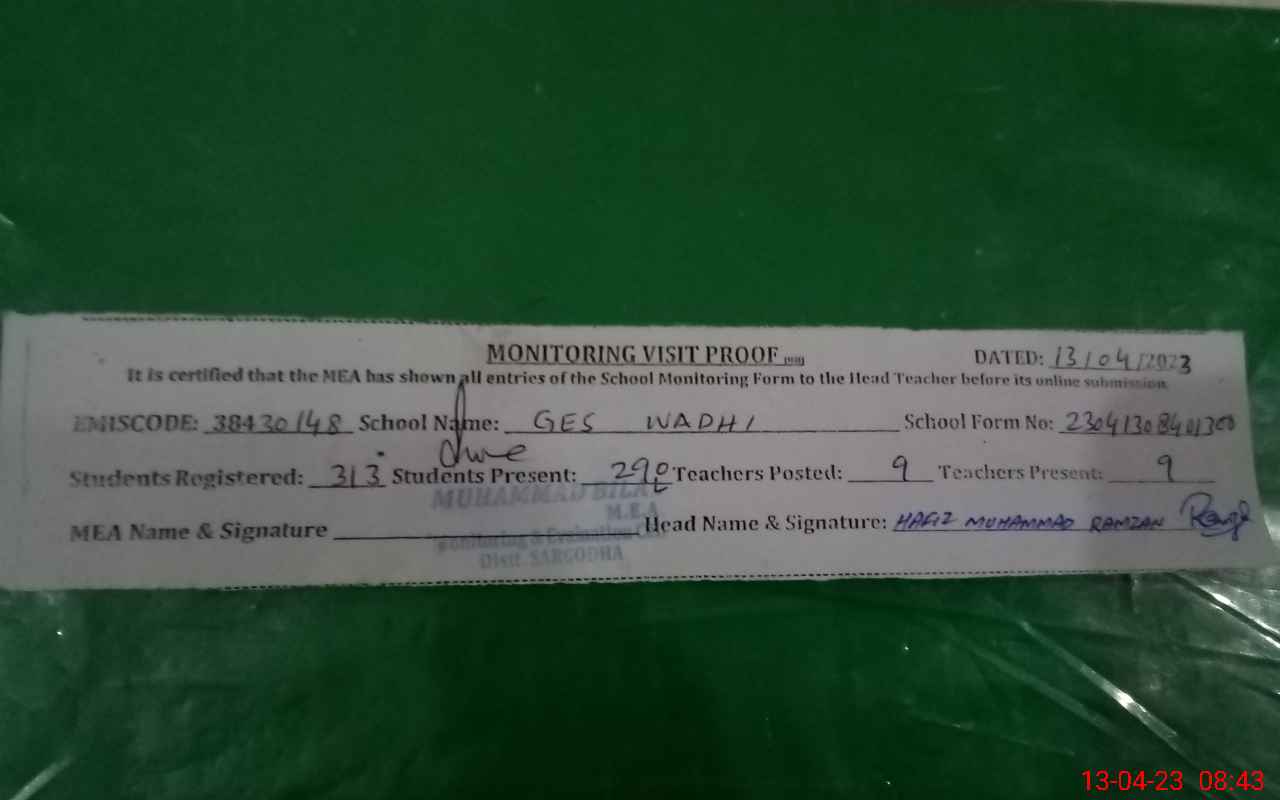 MONITORING VISIT PROOF
DATED: 13/04/2023
It is certified that the MEA has shown all entries of the School Monitoring Form to the Head Teacher before its online submission.
EMISCODE: 38430148 School Name: GES WADHI School Form No: 2304130840
Students Registered: 313 Students Present: 290 Teachers Posted: 9 Teachers Present: 9
MUHAMMAD BILAL
M.E.A
MEA Name & Signature Head Name & Signature: HAFIZ MUHAMMAD RAMZAN
Monitoring & Evaluation
Distt. SARGODHA
13-04-23 08:43